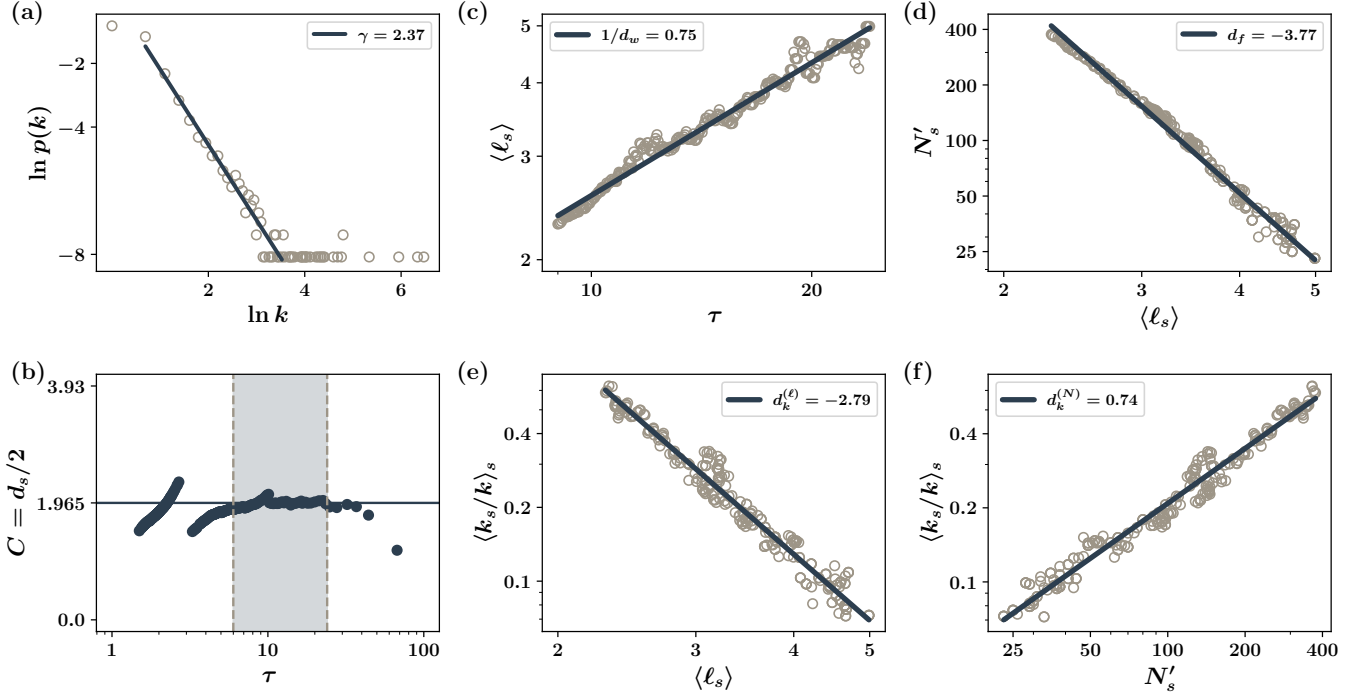 (a)
γ = 2.37
ln p(k)
−2
−4
−6
−8
2
4
6
ln k
(c)
1/d_w = 0.75
⟨ℓ_s⟩
5
4
3
2
10
20
τ
(d)
d_f = −3.77
N′_s
400
200
100
50
25
2
3
4
5
⟨ℓ_s⟩
(b)
C = d_s/2
3.93
1.965
0.0
1
10
100
τ
(e)
d_k^(ℓ) = −2.79
⟨k_s/k⟩_s
0.4
0.2
0.1
2
3
4
5
⟨ℓ_s⟩
(f)
d_k^(N) = 0.74
⟨k_s/k⟩_s
0.4
0.2
0.1
25
50
100
200
400
N′_s